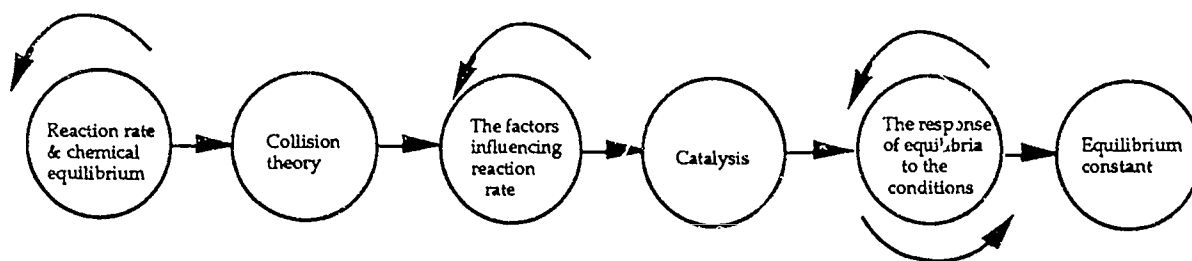 Reaction rate
& chemical
equilibrium
Collision
theory
The factors
influencing
reaction
rate
Catalysis
The response
of equilibria
to the
conditions
Equilibrium
constant